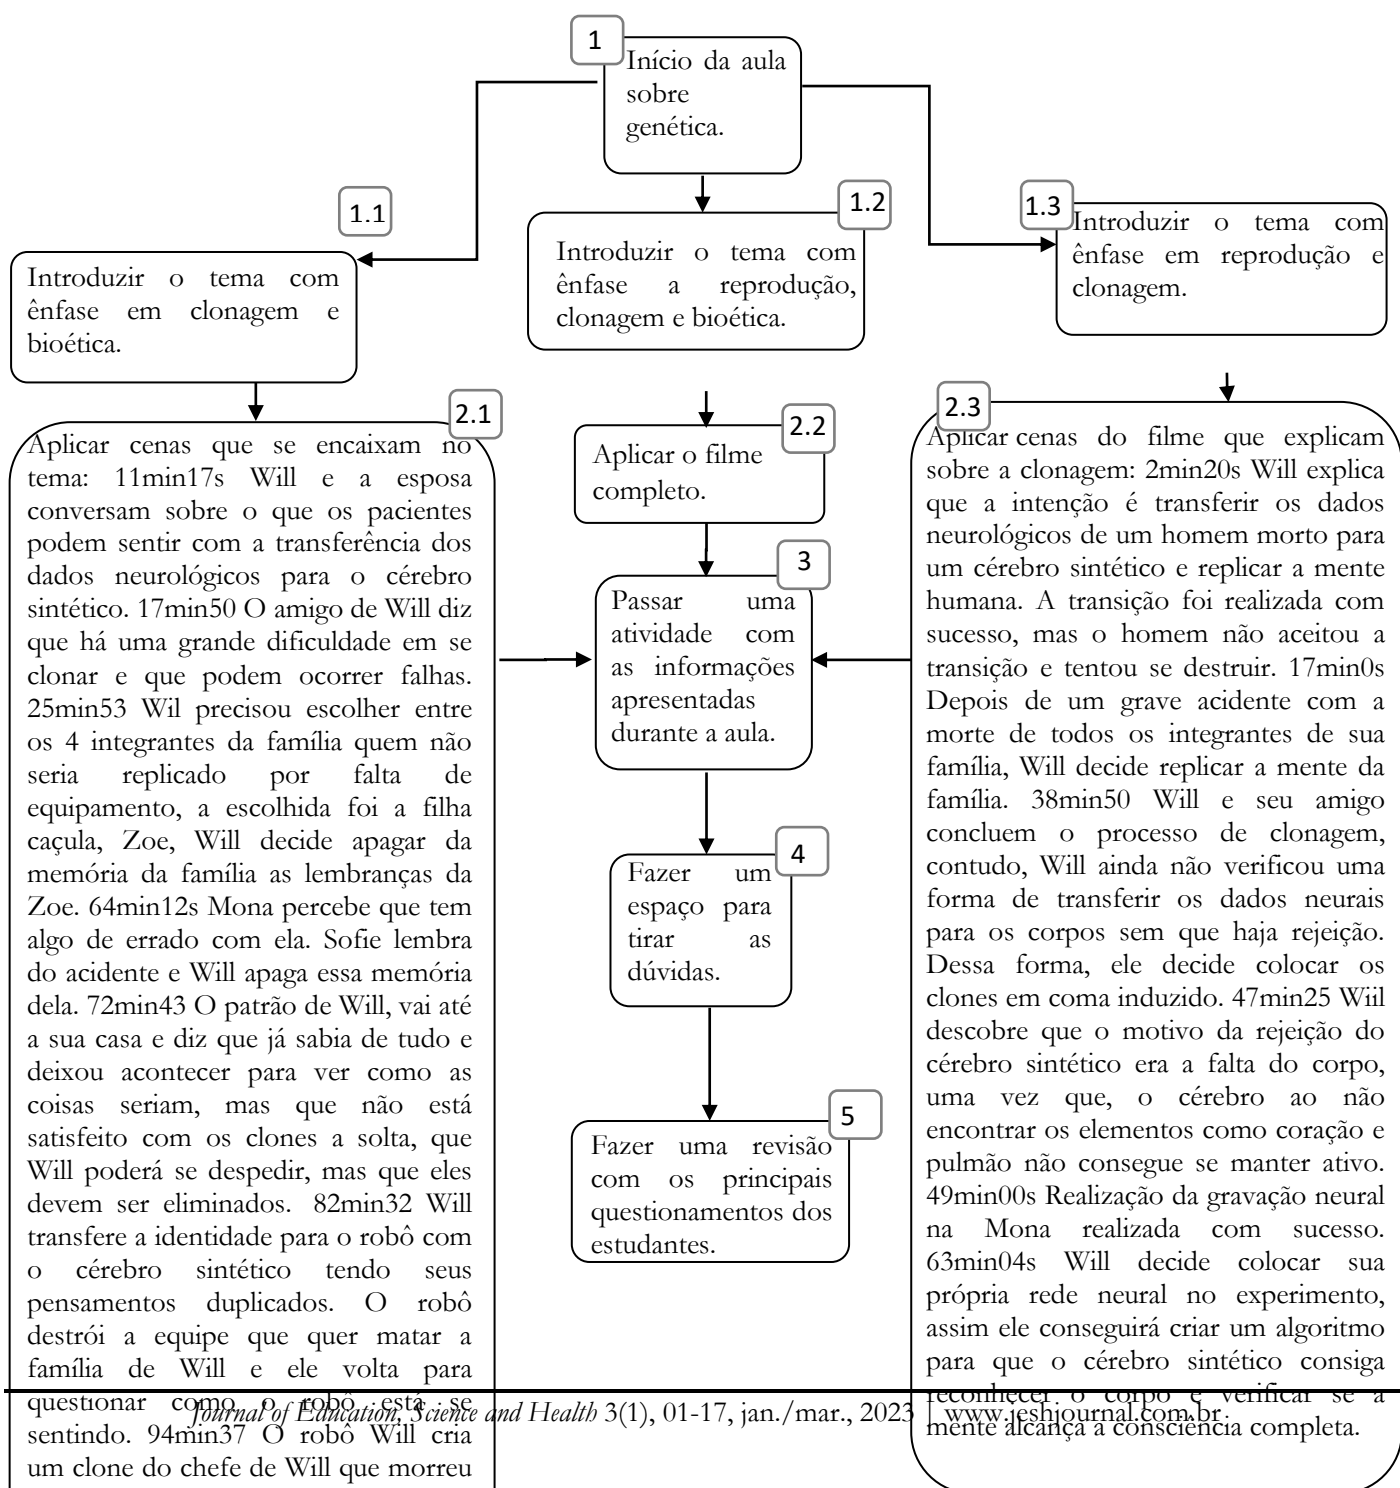 1
Início da aula
sobre
genética.
1.1
Introduzir o tema com
ênfase em clonagem e
bioética.
1.2
Introduzir o tema com
ênfase a reprodução,
clonagem e bioética.
1.3
Introduzir o tema com
ênfase em reprodução e
clonagem.
2.1
Aplicar cenas que se encaixam no
tema: 11min17s Will e a esposa
conversam sobre o que os pacientes
podem sentir com a transferência dos
dados neurológicos para o cérebro
sintético. 17min50 O amigo de Will diz
que há uma grande dificuldade em se
clonar e que podem ocorrer falhas.
25min53 Wil precisou escolher entre
os 4 integrantes da família quem não
seria replicado por falta de
equipamento, a escolhida foi a filha
caçula, Zoe, Will decide apagar da
memória da família as lembranças da
Zoe. 64min12s Mona percebe que tem
algo de errado com ela. Sofie lembra
do acidente e Will apaga essa memória
dela. 72min43 O patrão de Will, vai até
a sua casa e diz que já sabia de tudo e
deixou acontecer para ver como as
coisas seriam, mas que não está
satisfeito com os clones a solta, que
Will poderá se despedir, mas que eles
devem ser eliminados. 82min32 Will
transfere a identidade para o robô com
o cérebro sintético tendo seus
pensamentos duplicados. O robô
destrói a equipe que quer matar a
família de Will e ele volta para
questionar como o robô está se
sentindo. 94min37 O robô Will cria
um clone do chefe de Will que morreu
2.2
Aplicar o filme
completo.
3
Passar uma
atividade com
as informações
apresentadas
durante a aula.
4
Fazer um
espaço para
tirar as
dúvidas.
5
Fazer uma revisão
com os principais
questionamentos dos
estudantes.
2.3
Aplicar cenas do filme que explicam
sobre a clonagem: 2min20s Will explica
que a intenção é transferir os dados
neurológicos de um homem morto para
um cérebro sintético e replicar a mente
humana. A transição foi realizada com
sucesso, mas o homem não aceitou a
transição e tentou se destruir. 17min0s
Depois de um grave acidente com a
morte de todos os integrantes de sua
família, Will decide replicar a mente da
família. 38min50 Will e seu amigo
concluem o processo de clonagem,
contudo, Will ainda não verificou uma
forma de transferir os dados neurais
para os corpos sem que haja rejeição.
Dessa forma, ele decide colocar os
clones em coma induzido. 47min25 Wiil
descobre que o motivo da rejeição do
cérebro sintético era a falta do corpo,
uma vez que, o cérebro ao não
encontrar os elementos como coração e
pulmão não consegue se manter ativo.
49min00s Realização da gravação neural
na Mona realizada com sucesso.
63min04s Will decide colocar sua
própria rede neural no experimento,
assim ele conseguirá criar um algoritmo
para que o cérebro sintético consiga
reconhecer o corpo e verificar se a
mente alcança a consciência completa.
Journal of Education, Science and Health 3(1), 01-17, jan./mar., 2023 www.jeshjournal.com.br